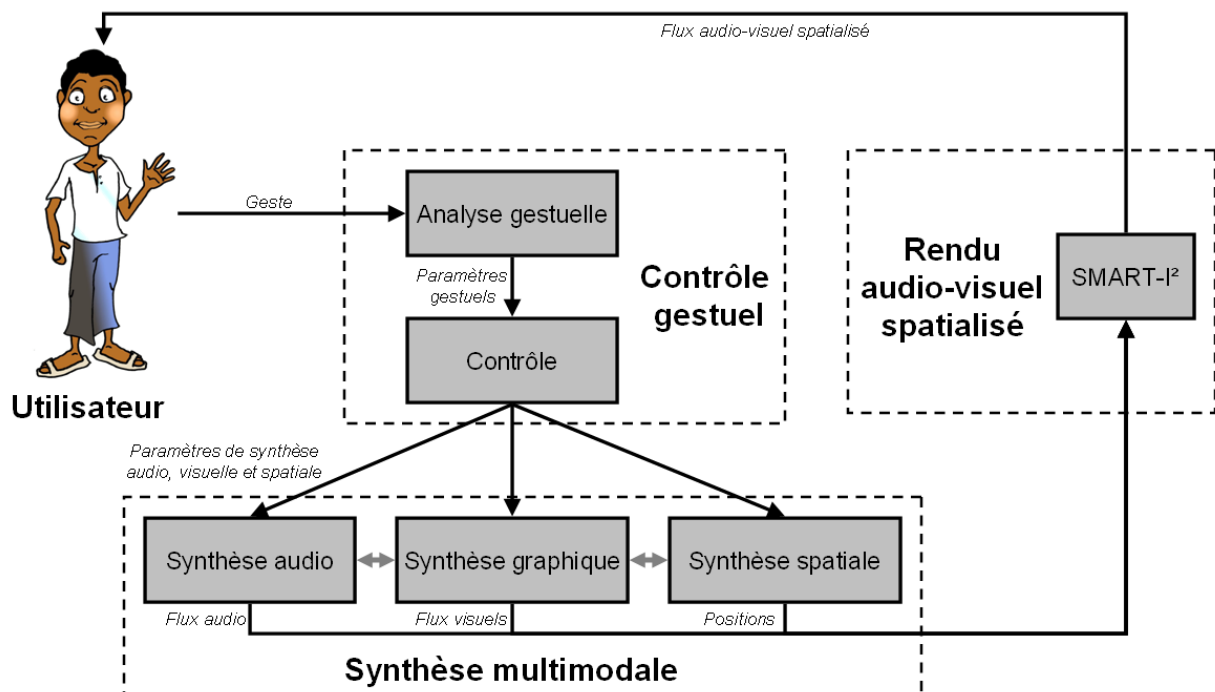 Flux audio-visuel spatialisé
Geste
Analyse gestuelle
Paramètres
gestuels
Contrôle
gestuel
Contrôle
Rendu
audio-visuel
spatialisé
SMART-I²
Utilisateur
Paramètres de synthèse
audio, visuelle et spatiale
Synthèse audio
Synthèse graphique
Synthèse spatiale
Flux audio
Flux visuels
Positions
Synthèse multimodale